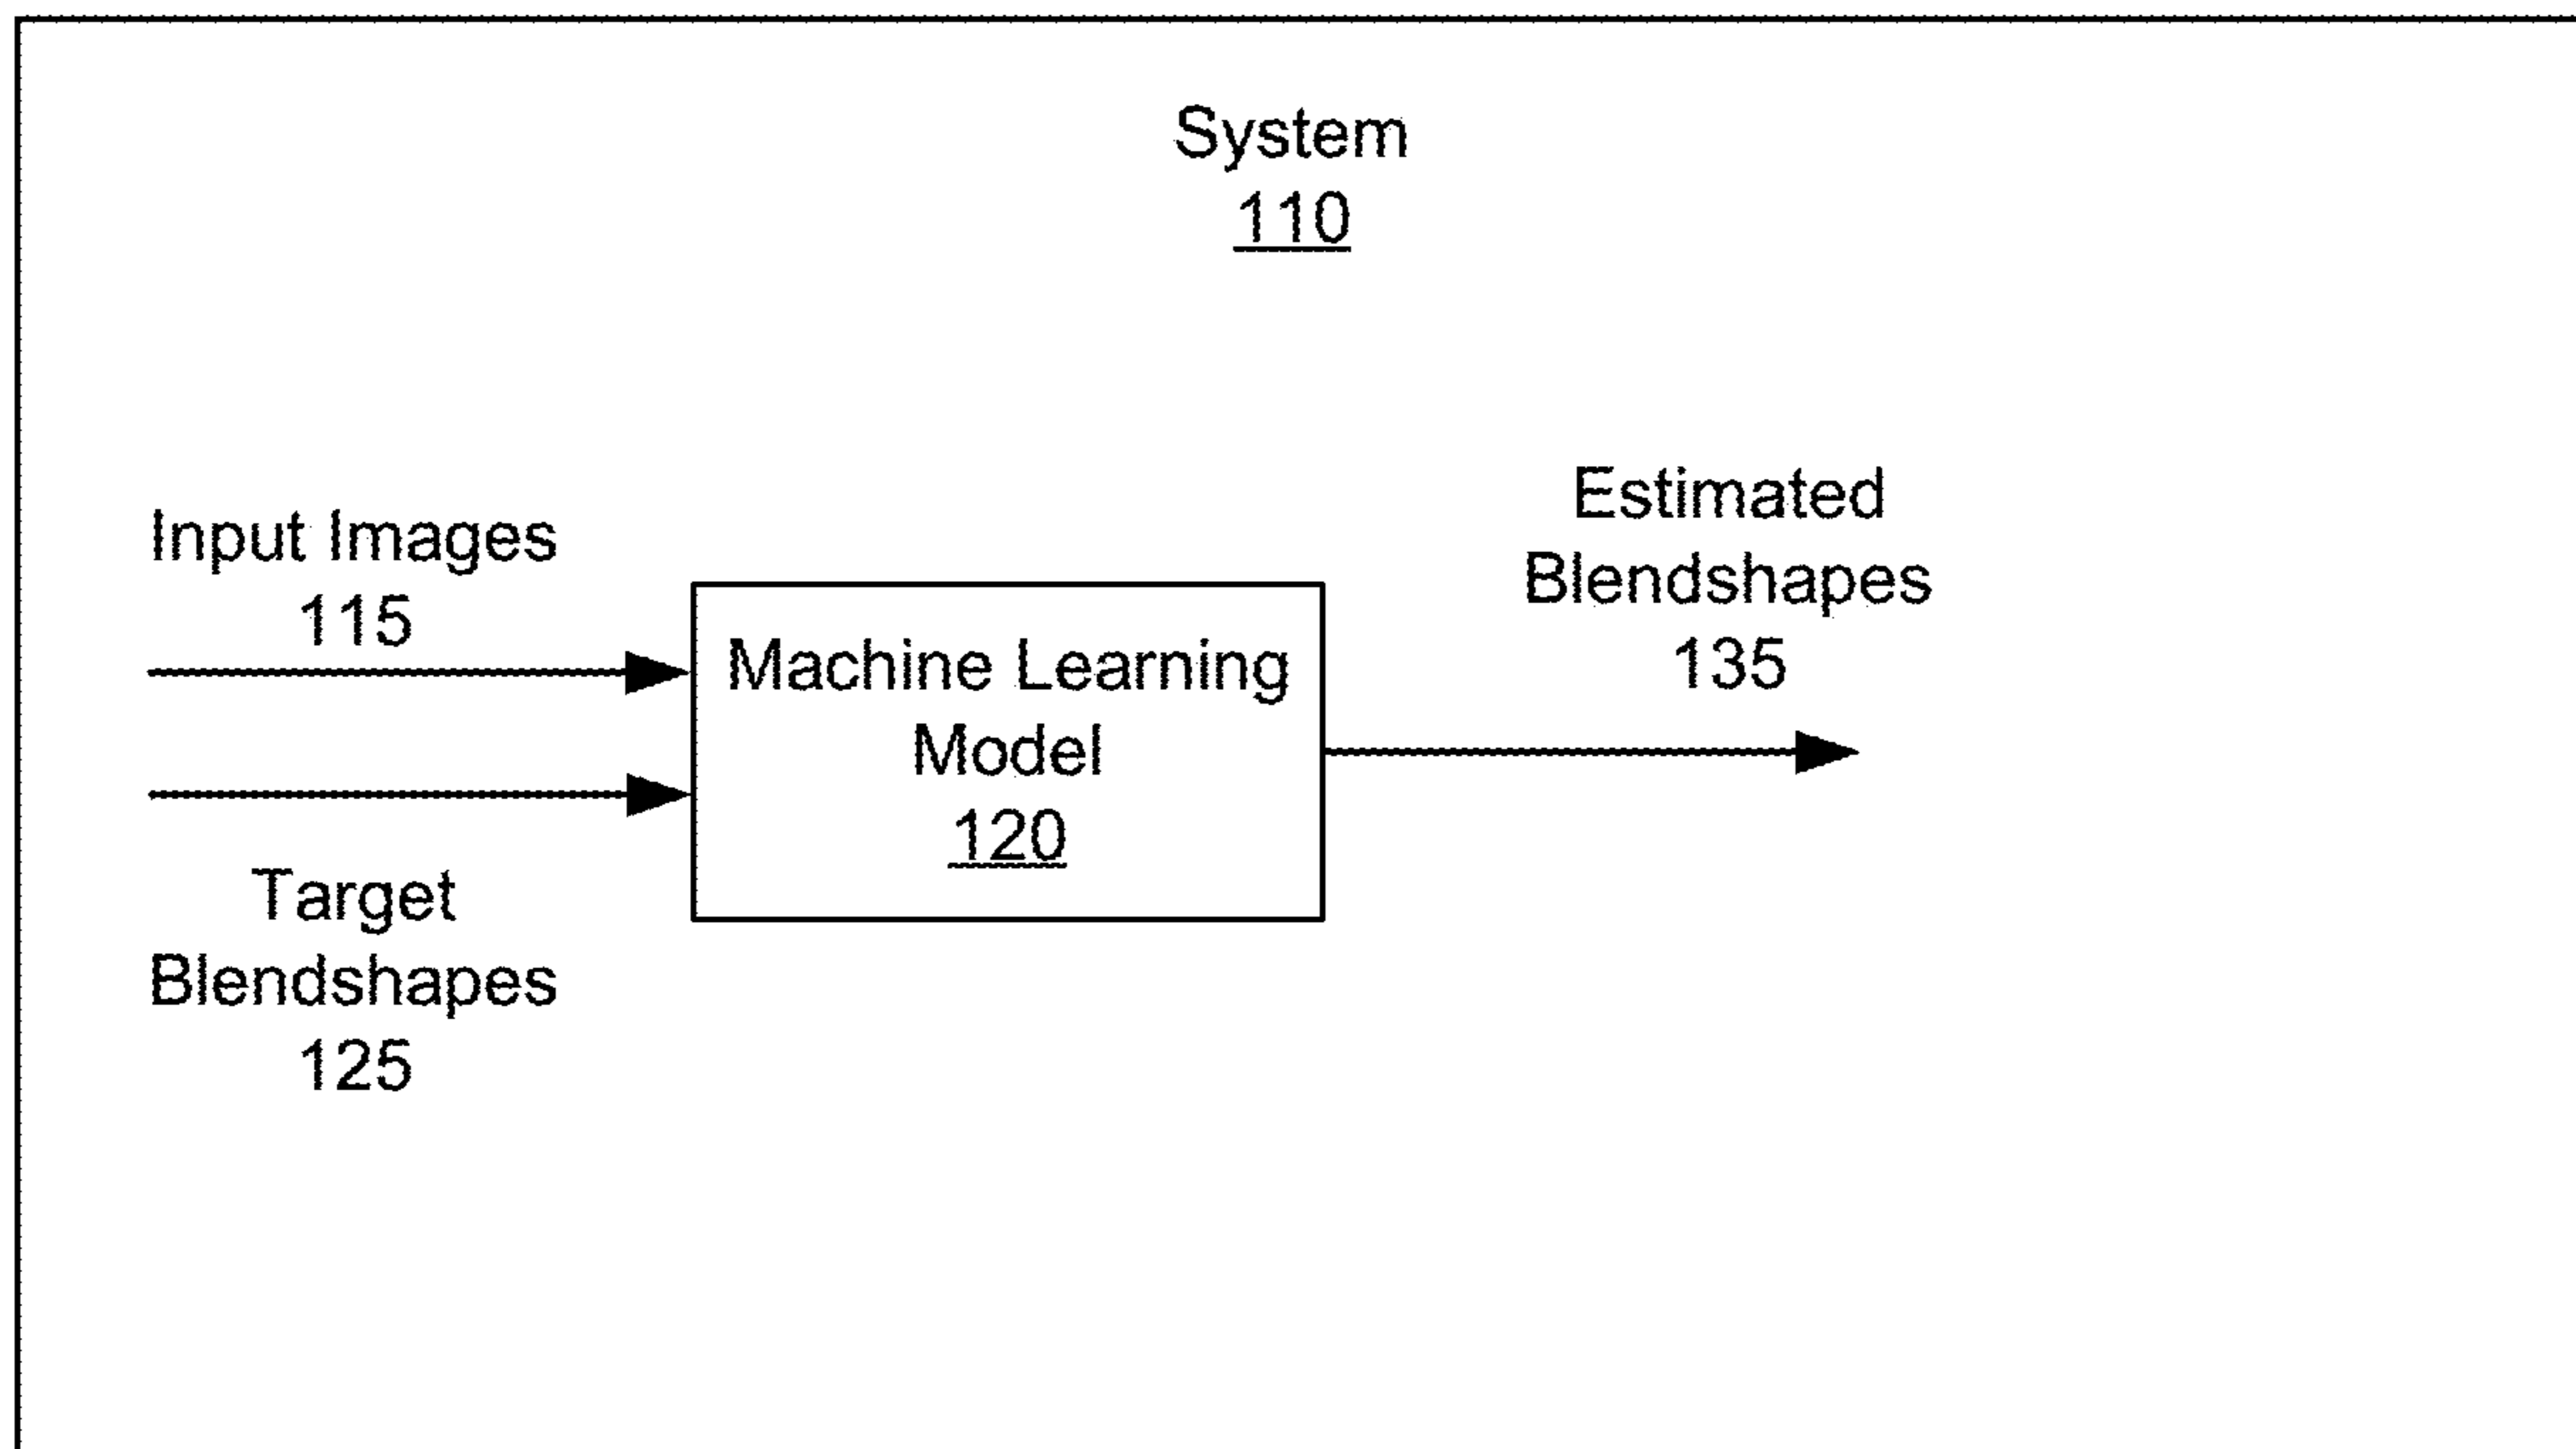 System
110
Input Images
115
Target
Blendshapes
125
Machine Learning
Model
120
Estimated
Blendshapes
135